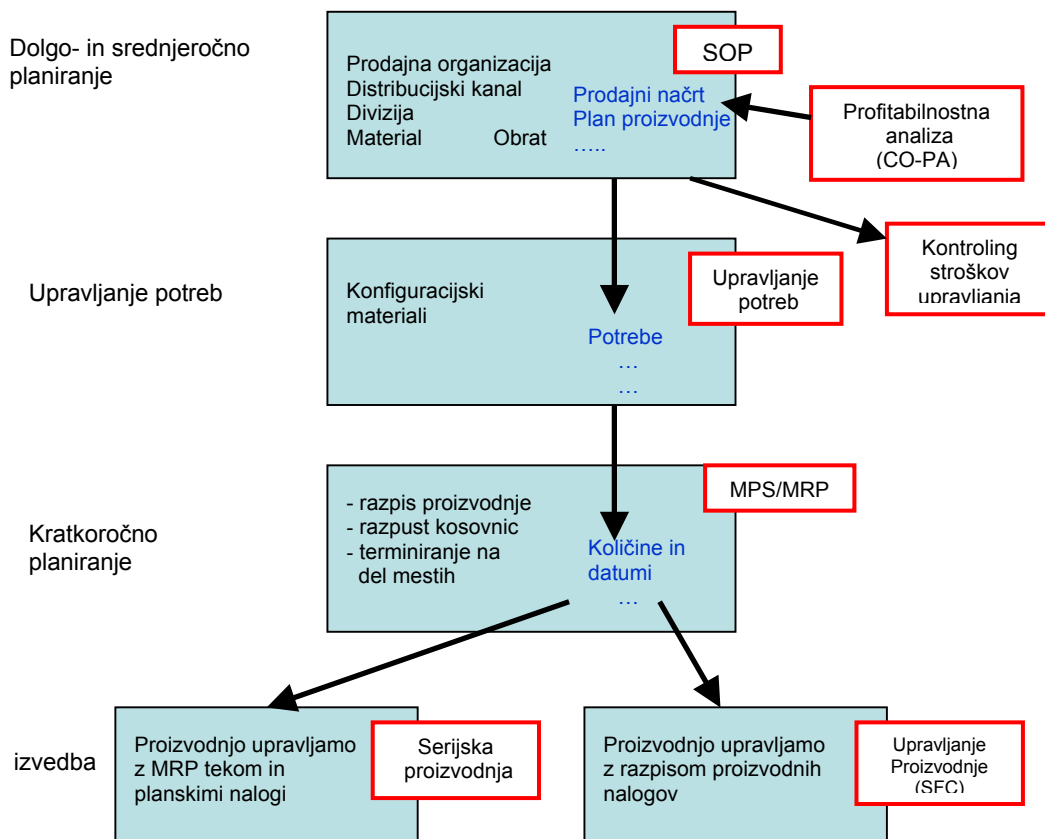 Dolgo- in srednjeročno
planiranje
Prodajna organizacija
Distribucijski kanal
Divizija
Material Obrat
Prodajni načrt
Plan proizvodnje
…..
SOP
Profitabilnostna
analiza
(CO-PA)
Kontroling
stroškov
upravljanja
Upravljanje potreb
Konfiguracijski
materiali
Potrebe
…
…
Upravljanje
potreb
Kratkoročno
planiranje
- razpis proizvodnje
- razpust kosovnic
- terminiranje na
del mestih
Količine in
datumi
…
MPS/MRP
izvedba
Proizvodnjo upravljamo
z MRP tekom in
planskimi nalogi
Serijska
proizvodnja
Proizvodnjo upravljamo
z razpisom proizvodnih
nalogov
Upravljanje
Proizvodnje
(SFC)